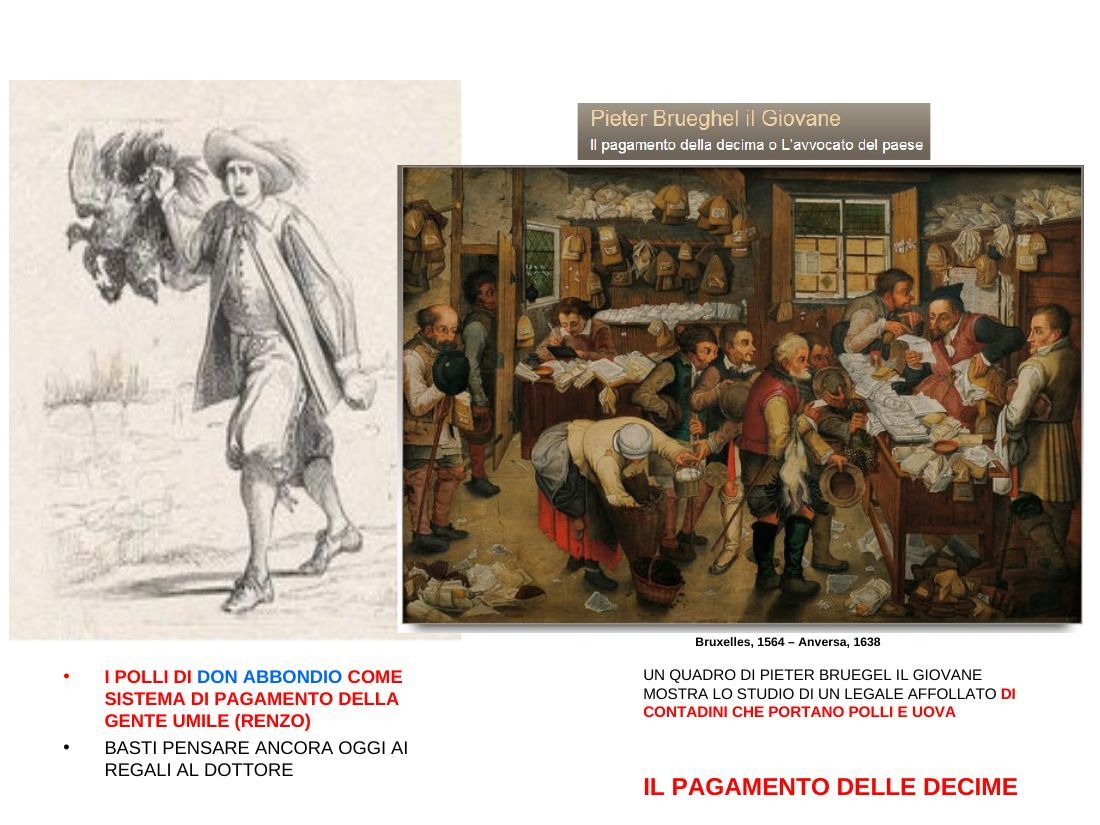 Pieter Brueghel il Giovane
Il pagamento della decima o L'avvocato del paese
Bruxelles, 1564 – Anversa, 1638
• I POLLI DI DON ABBONDIO COME
SISTEMA DI PAGAMENTO DELLA
GENTE UMILE (RENZO)
• BASTI PENSARE ANCORA OGGI AI
REGALI AL DOTTORE
UN QUADRO DI PIETER BRUEGEL IL GIOVANE
MOSTRA LO STUDIO DI UN LEGALE AFFOLLATO DI
CONTADINI CHE PORTANO POLLI E UOVA
IL PAGAMENTO DELLE DECIME